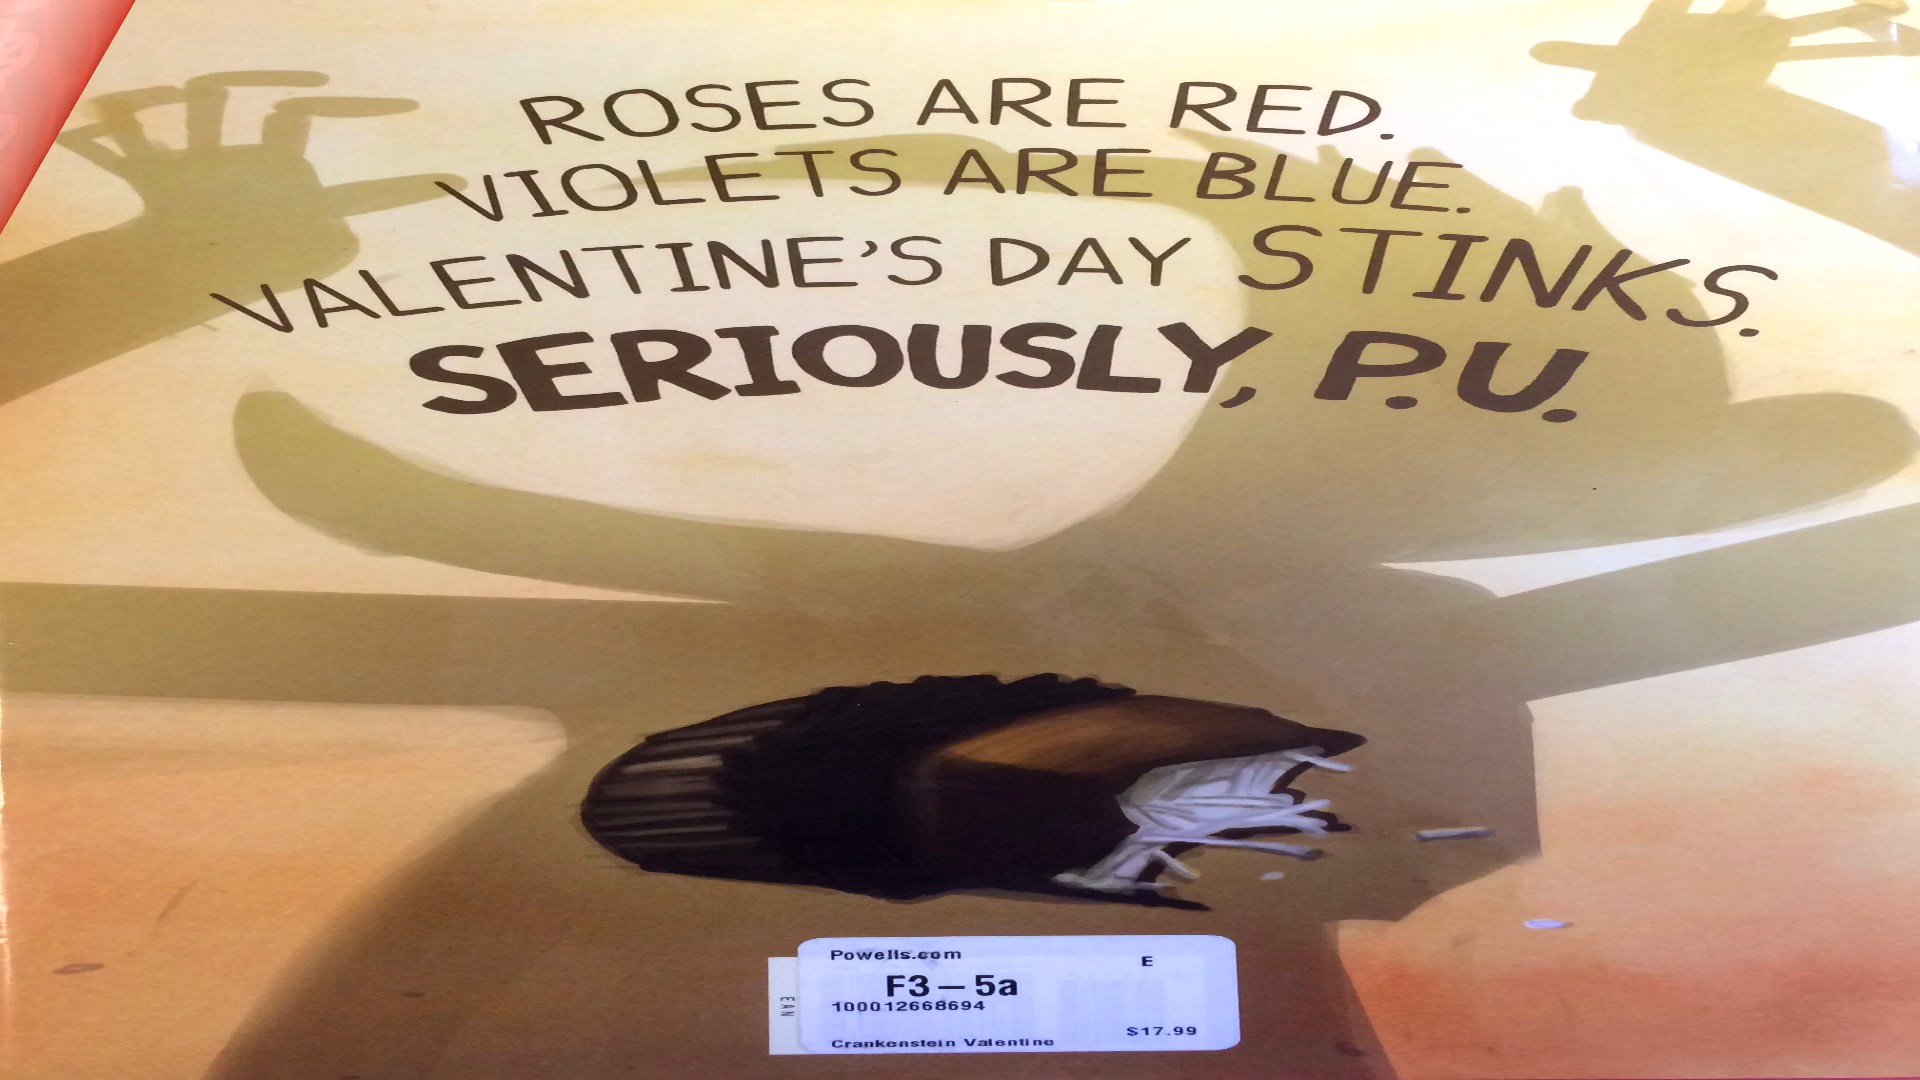 ROSES ARE RED.
VIOLETS ARE BLUE.
VALENTINE'S DAY STINKS.
SERIOUSLY, P.U.
Powells.com E
F3-5a
100012668694
$17.99
Crankenstein Valentine
EAN